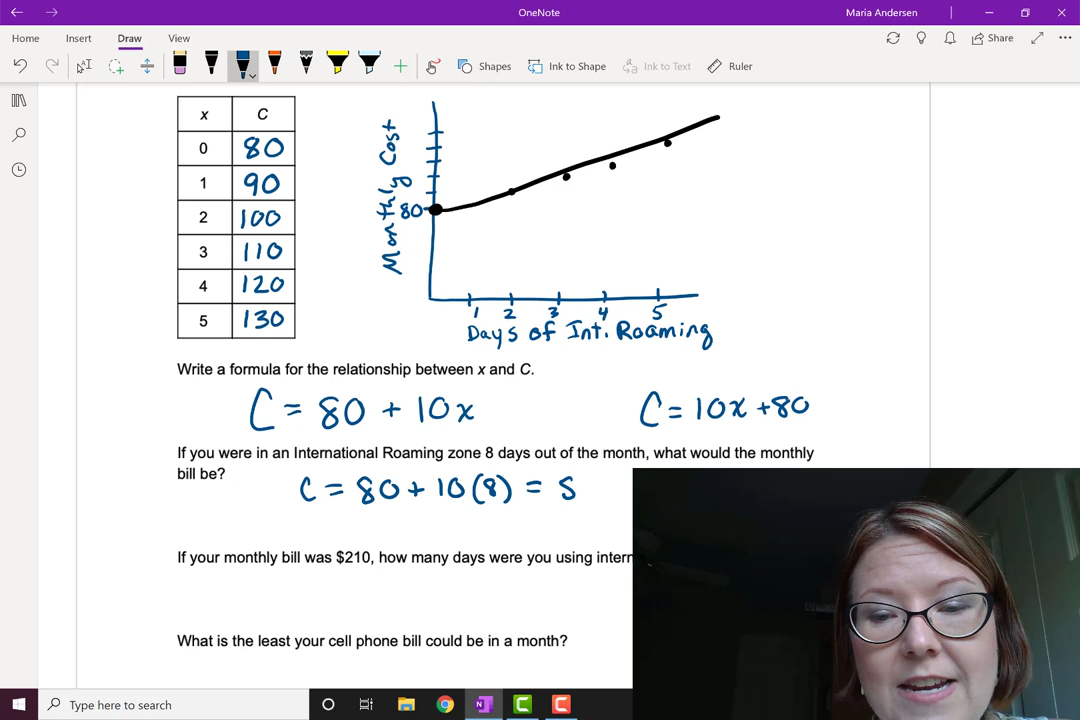 OneNote
Maria Andersen
Home Insert Draw View
Share
Shapes
Ink to Shape
Ink to Text
Ruler
x C
0 80
1 90
2 100
3 110
4 120
5 130
Monthly Cost
80
1 2 3 4 5
Days of Int. Roaming
Write a formula for the relationship between x and C.
C = 80 + 10x
C = 10x + 80
If you were in an International Roaming zone 8 days out of the month, what would the monthly
bill be?
C = 80 + 10(8) = 8
If your monthly bill was $210, how many days were you using
What is the least your cell phone bill could be in a month?
Type here to search